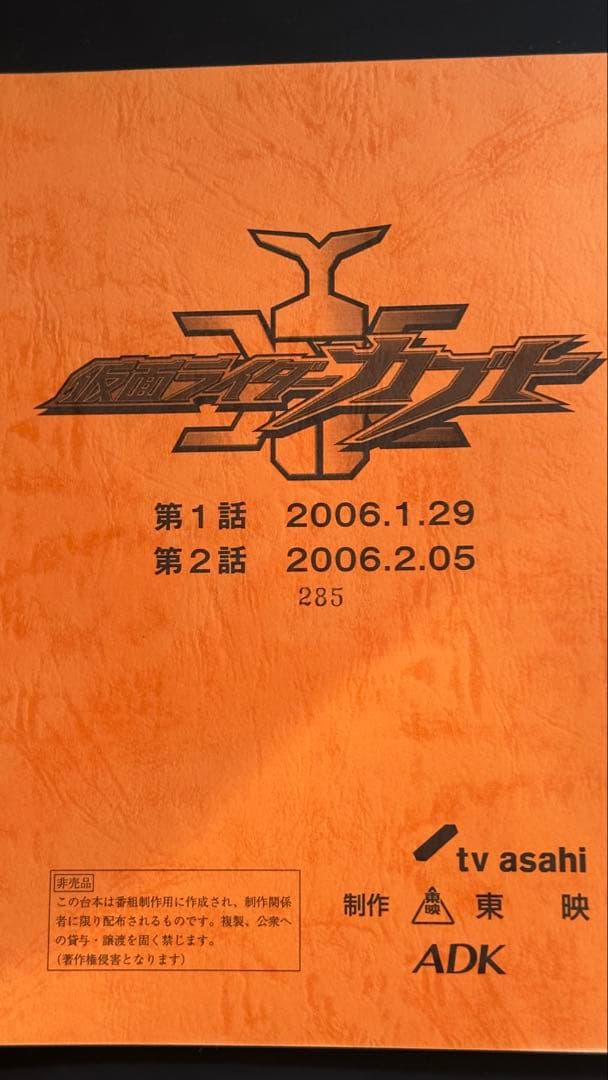 仮面ライダーカブト
第1話 2006.1.29
第2話 2006.2.05
285
tv asahi
制作 東映 東映
ADK
非売品
この台本は番組制作用に作成され、制作関係
者に限り配布されるものです。複製、公衆へ
の貸与・譲渡を固く禁じます。
(著作権侵害となります)